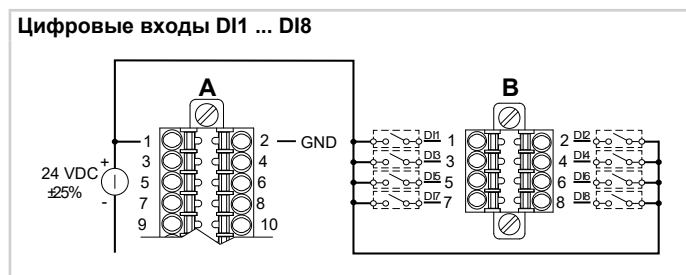 Цифровые входы DI1 ... DI8
A
B
1 2 GND
3 4
5 6
7 8
9 10
+
24 VDC
±25%
-
DI1 1 2 DI2
DI3 3 4 DI4
DI5 5 6 DI6
DI7 7 8 DI8